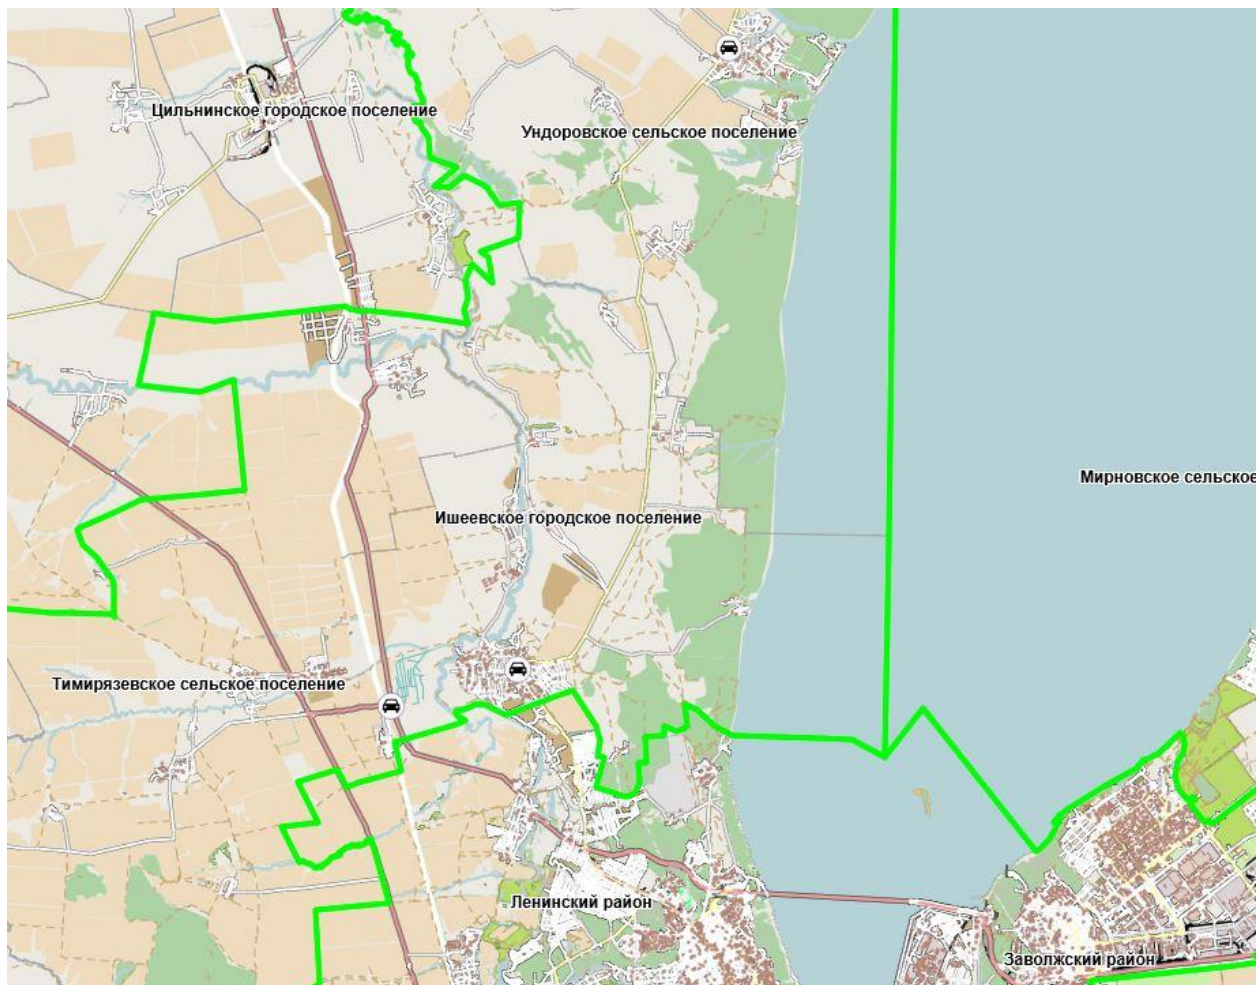 Цильнинское городское поселение
Ундоровское сельское поселение
Мирновское сельское
Ишеевское городское поселение
Тимирязевское сельское поселение
Ленинский район
Заволжский район